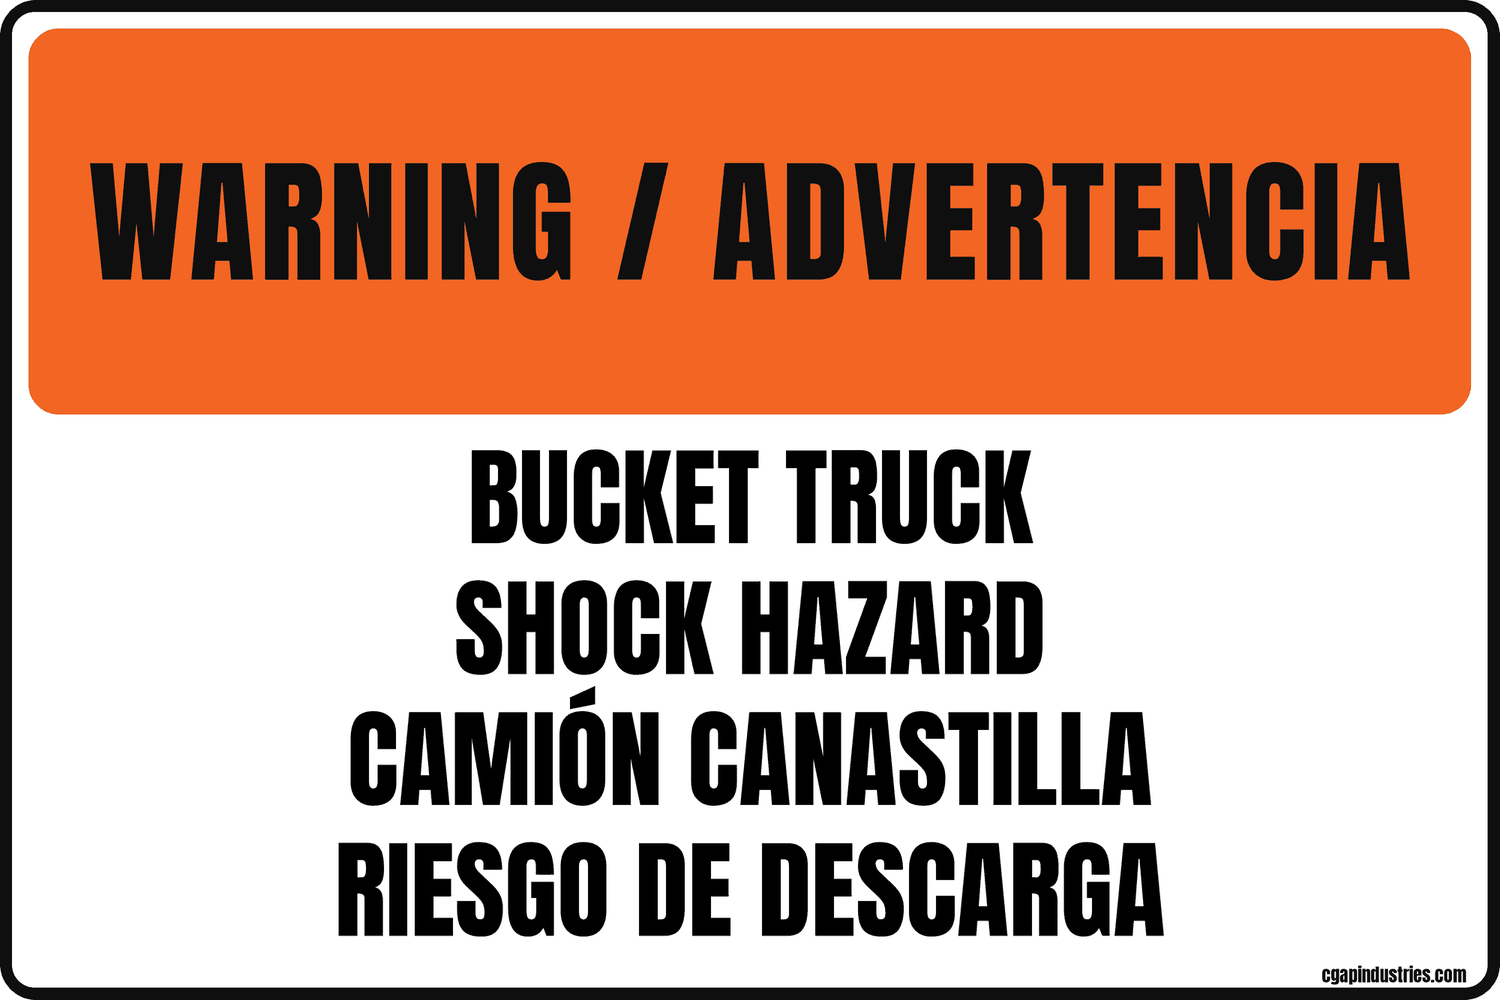 WARNING / ADVERTENCIA
BUCKET TRUCK
SHOCK HAZARD
CAMIÓN CANASTILLA
RIESGO DE DESCARGA
cgapindustries.com